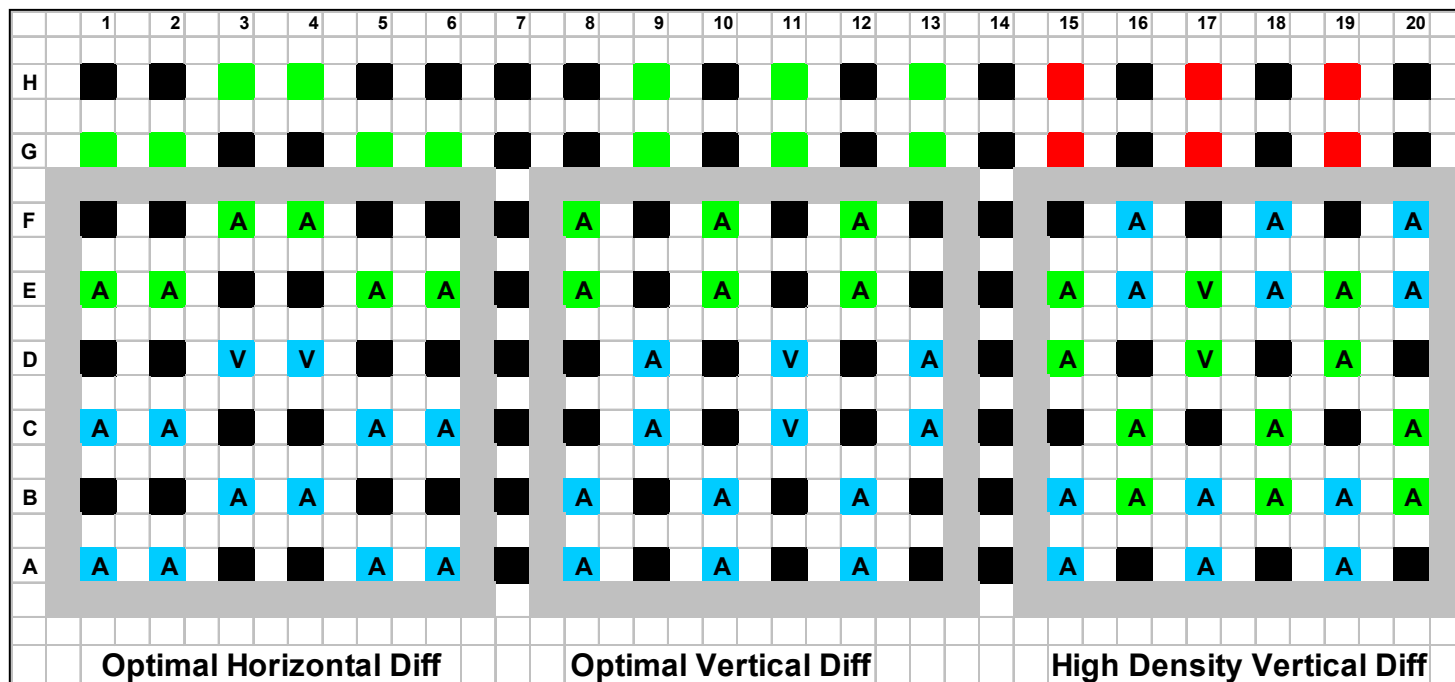 1 2 3 4 5 6 7 8 9 10 11 12 13 14 15 16 17 18 19 20
H
G
F A A A A A A A A
E A A A A A A A A A V A A A
D V V A V A A V A
C A A A A A V A A A A
B A A A A A A A A A A A
A A A A A A A A A A A
Optimal Horizontal Diff Optimal Vertical Diff High Density Vertical Diff